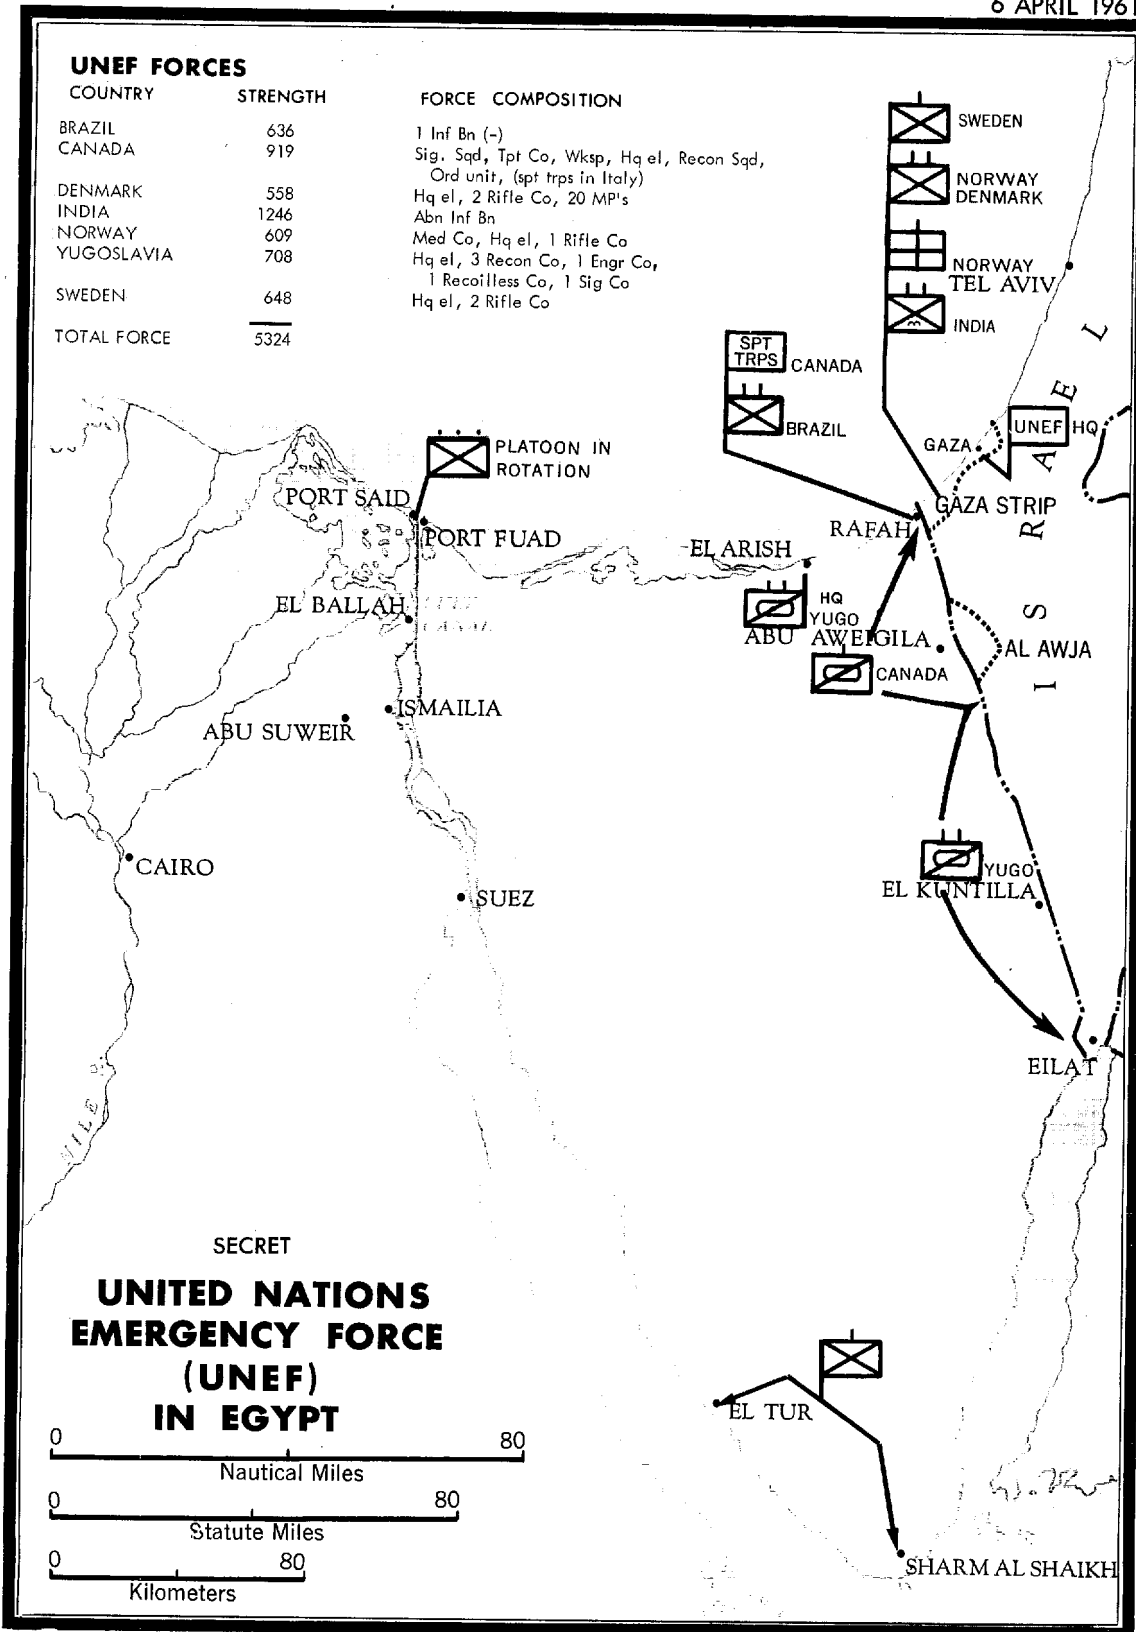 6 APRIL 1961
UNEF FORCES
COUNTRY STRENGTH FORCE COMPOSITION
BRAZIL 636 1 Inf Bn (-)
CANADA 919 Sig. Sqd, Tpt Co, Wksp, Hq el, Recon Sqd,
Ord unit, (spt trps in Italy)
DENMARK 558 Hq el, 2 Rifle Co, 20 MP's
INDIA 1246 Abn Inf Bn
NORWAY 609 Med Co, Hq el, 1 Rifle Co
YUGOSLAVIA 708 Hq el, 3 Recon Co, 1 Engr Co,
1 Recoilless Co, 1 Sig Co
SWEDEN 648 Hq el, 2 Rifle Co
TOTAL FORCE 5324
SWEDEN
NORWAY
DENMARK
NORWAY
TEL AVIV
INDIA
SPT
TRPS
CANADA
BRAZIL
ISRAEL
UNEF HQ
GAZA
GAZA STRIP
RAFAH
PLATOON IN
ROTATION
PORT SAID
PORT FUAD
EL ARISH
EL BALLAH
SUEZ
CANAL
HQ
YUGO
ABU AWEIGILA
AL AWJA
CANADA
ISMAILIA
ABU SUWEIR
CAIRO
SUEZ
YUGO
EL KUNTILLA
EILAT
NILE
SECRET
UNITED NATIONS
EMERGENCY FORCE
(UNEF)
IN EGYPT
0 80
Nautical Miles
0 80
Statute Miles
0 80
Kilometers
EL TUR
SHARM AL SHAIKH